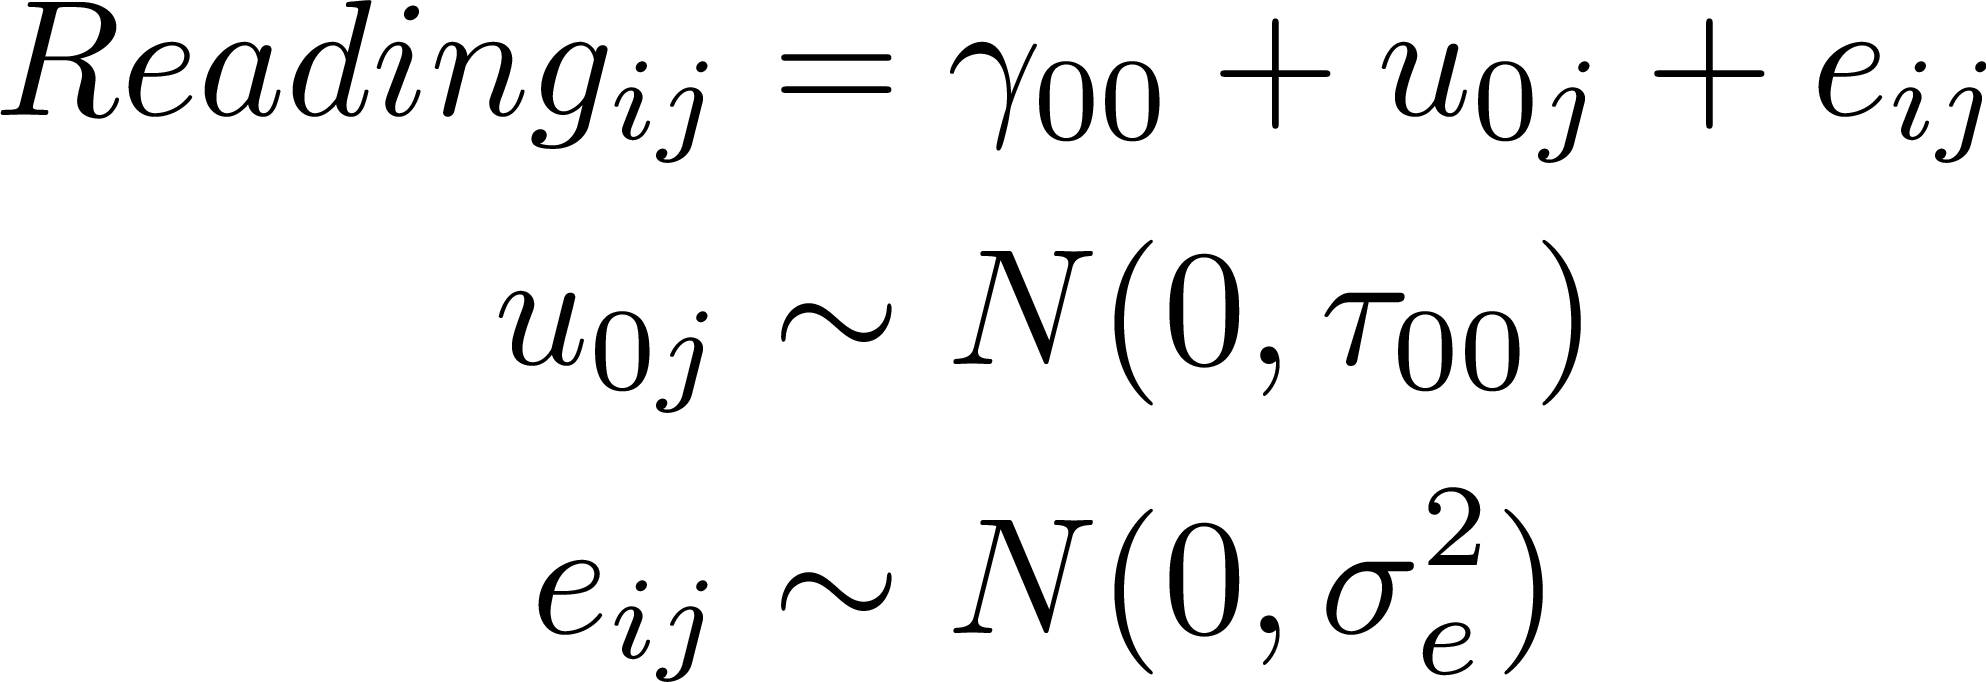 Reading_{ij} = γ_{00} + u_{0j} + e_{ij}
u_{0j} ∼ N(0, τ_{00})
e_{ij} ∼ N(0, σ_e^2)